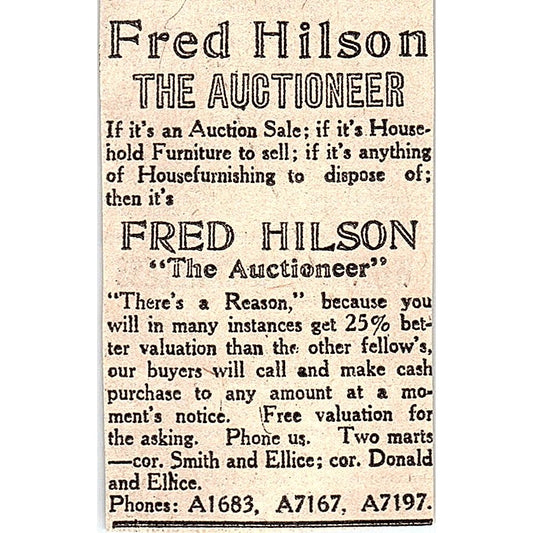 Fred Hilson
THE AUCTIONEER
If it's an Auction Sale; if it's House-
hold Furniture to sell; if it's anything
of Housefurnishing to dispose of;
then it's
FRED HILSON
"The Auctioneer"
"There's a Reason," because you
will in many instances get 25% bet-
ter valuation than the other fellow's,
our buyers will call and make cash
purchase to any amount at a mo-
ment's notice. Free valuation for
the asking. Phone us. Two marts
—cor. Smith and Ellice; cor. Donald
and Ellice.
Phones: A1683, A7167, A7197.